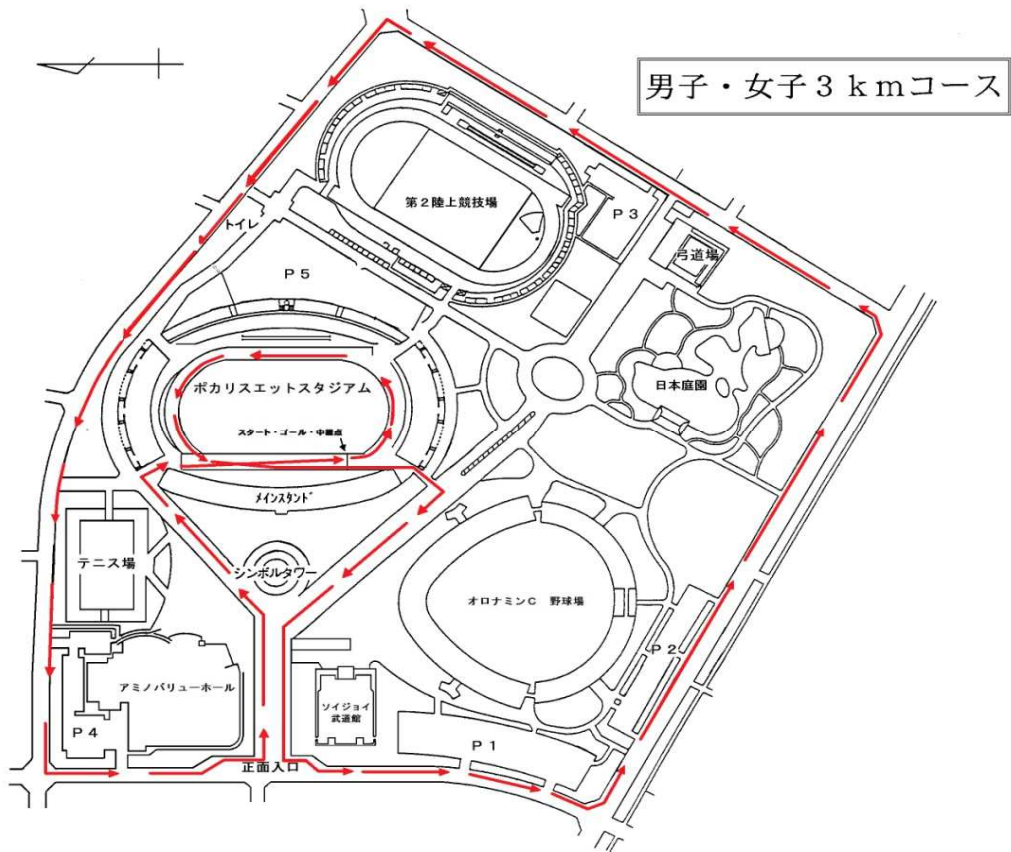 男子・女子3kmコース
第2陸上競技場
P3
トイレ
弓道場
P5
ポカリスエットスタジアム
日本庭園
スタート・ゴール・中継点
メインスタンド
テニス場
シンボルタワー
オロナミンC 野球場
P2
アミノバリューホール
ソイジョイ
武道館
P4
P1
正面入口